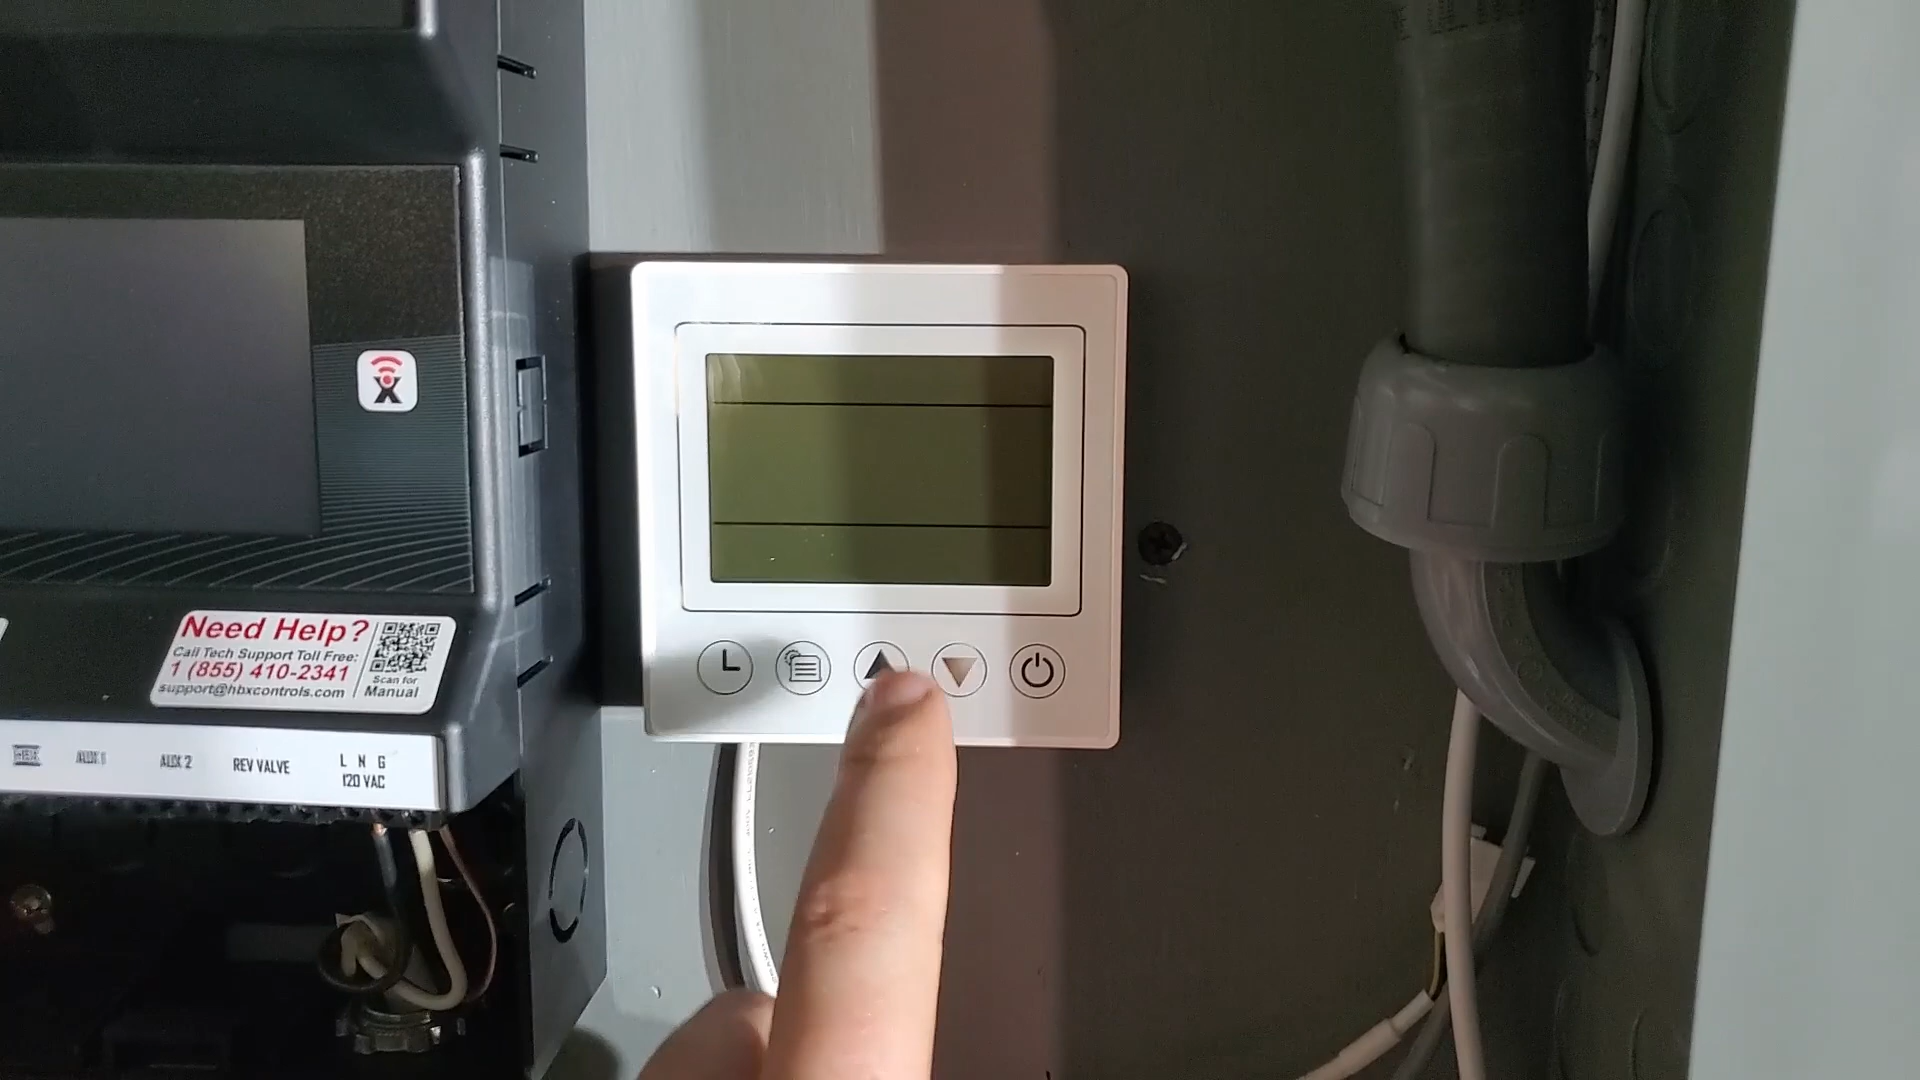 Need Help?
Call Tech Support Toll Free:
1 (855) 410-2341
support@hbxcontrols.com
Scan for
Manual
AUX 1
AUX 2
REV VALVE
L N G
120 VAC